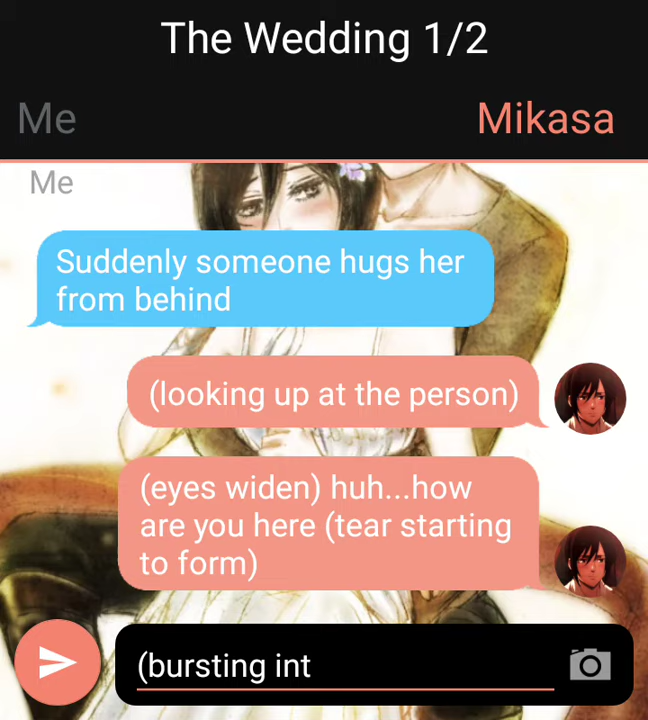 The Wedding 1/2
Me
Mikasa
Me
Suddenly someone hugs her
from behind
(looking up at the person)
(eyes widen) huh...how
are you here (tear starting
to form)
(bursting int